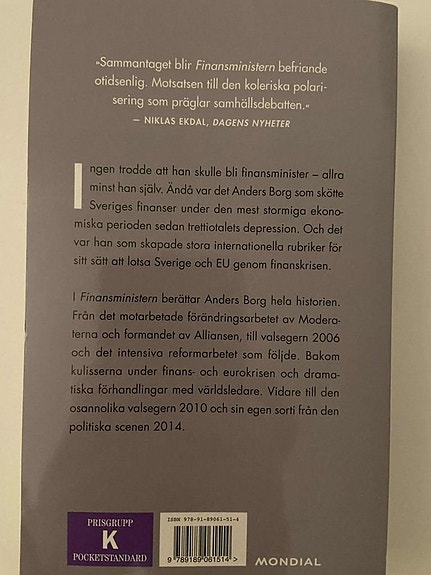 »Sammantaget blir Finansministern befriande
otidsenlig. Motsatsen till den koleriska polari-
sering som präglar samhällsdebatten.«
– NIKLAS EKDAL, DAGENS NYHETER
Ingen trodde att han skulle bli finansminister – allra
minst han själv. Ändå var det Anders Borg som skötte
Sveriges finanser under den mest stormiga ekono-
miska perioden sedan trettiotalets depression. Och det
var han som skapade stora internationella rubriker för
sitt sätt att lotsa Sverige och EU genom finanskrisen.
I Finansministern berättar Anders Borg hela historien.
Från det motarbetade förändringsarbetet av Modera-
terna och formandet av Alliansen, till valsegern 2006
och det intensiva reformarbetet som följde. Bakom
kulisserna under finans- och eurokrisen och drama-
tiska förhandlingar med världsledare. Vidare till den
osannolika valsegern 2010 och sin egen sorti från den
politiska scenen 2014.
PRISGRUPP
K
POCKETSTANDARD
ISBN 978-91-89061-51-4
9 789189 061514 >
MONDIAL